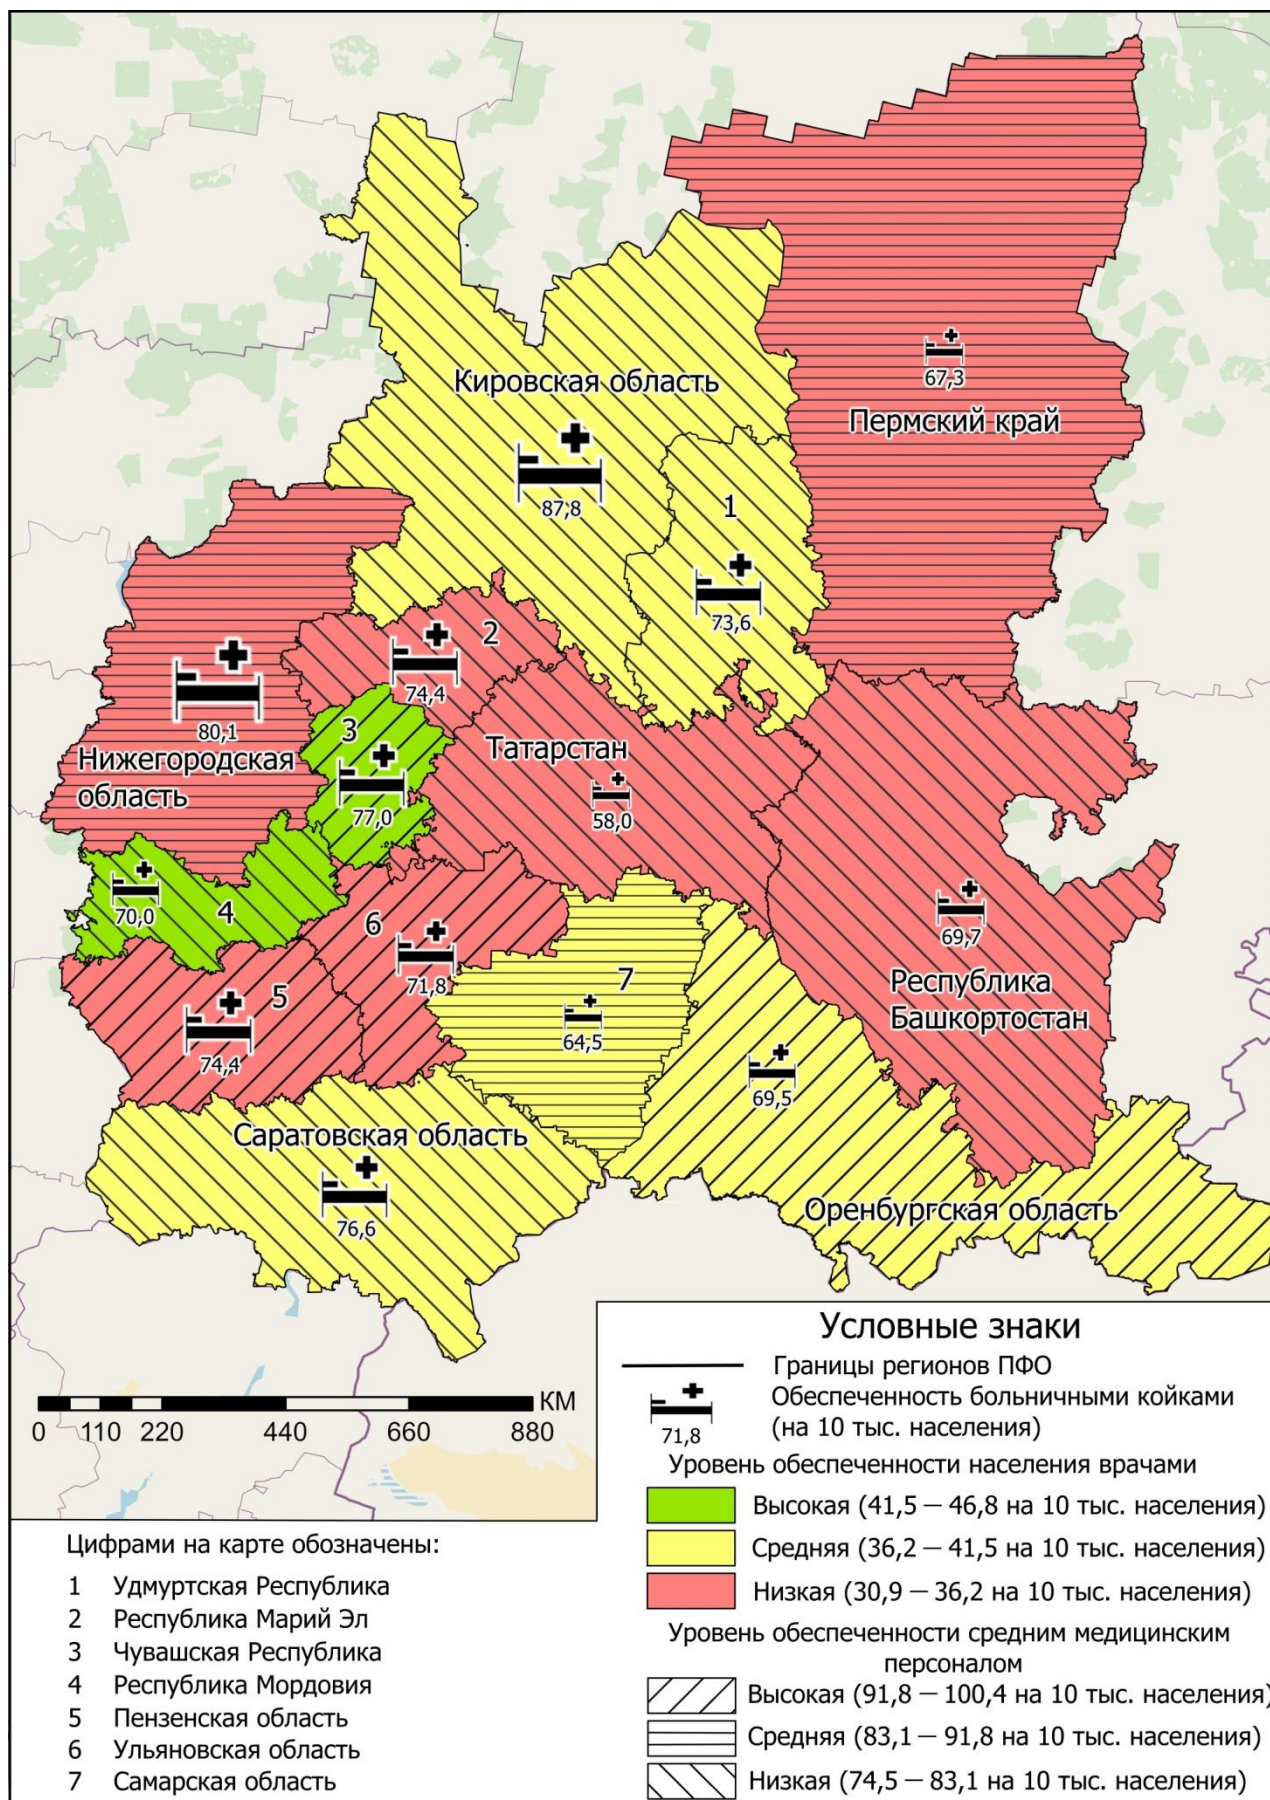 Кировская область
87,8
67,3
Пермский край
1
73,6
2
74,4
80,1
Нижегородская
область
3
77,0
Татарстан
58,0
70,0
4
6
71,8
5
74,4
7
64,5
69,7
Республика
Башкортостан
69,5
Саратовская область
76,6
Оренбургская область
КМ
0 110 220 440 660 880
Цифрами на карте обозначены:
1 Удмуртская Республика
2 Республика Марий Эл
3 Чувашская Республика
4 Республика Мордовия
5 Пензенская область
6 Ульяновская область
7 Самарская область
Условные знаки
Границы регионов ПФО
Обеспеченность больничными койками
71,8 (на 10 тыс. населения)
Уровень обеспеченности населения врачами
Высокая (41,5 — 46,8 на 10 тыс. населения)
Средняя (36,2 — 41,5 на 10 тыс. населения)
Низкая (30,9 — 36,2 на 10 тыс. населения)
Уровень обеспеченности средним медицинским
персоналом
Высокая (91,8 — 100,4 на 10 тыс. населения)
Средняя (83,1 — 91,8 на 10 тыс. населения)
Низкая (74,5 — 83,1 на 10 тыс. населения)